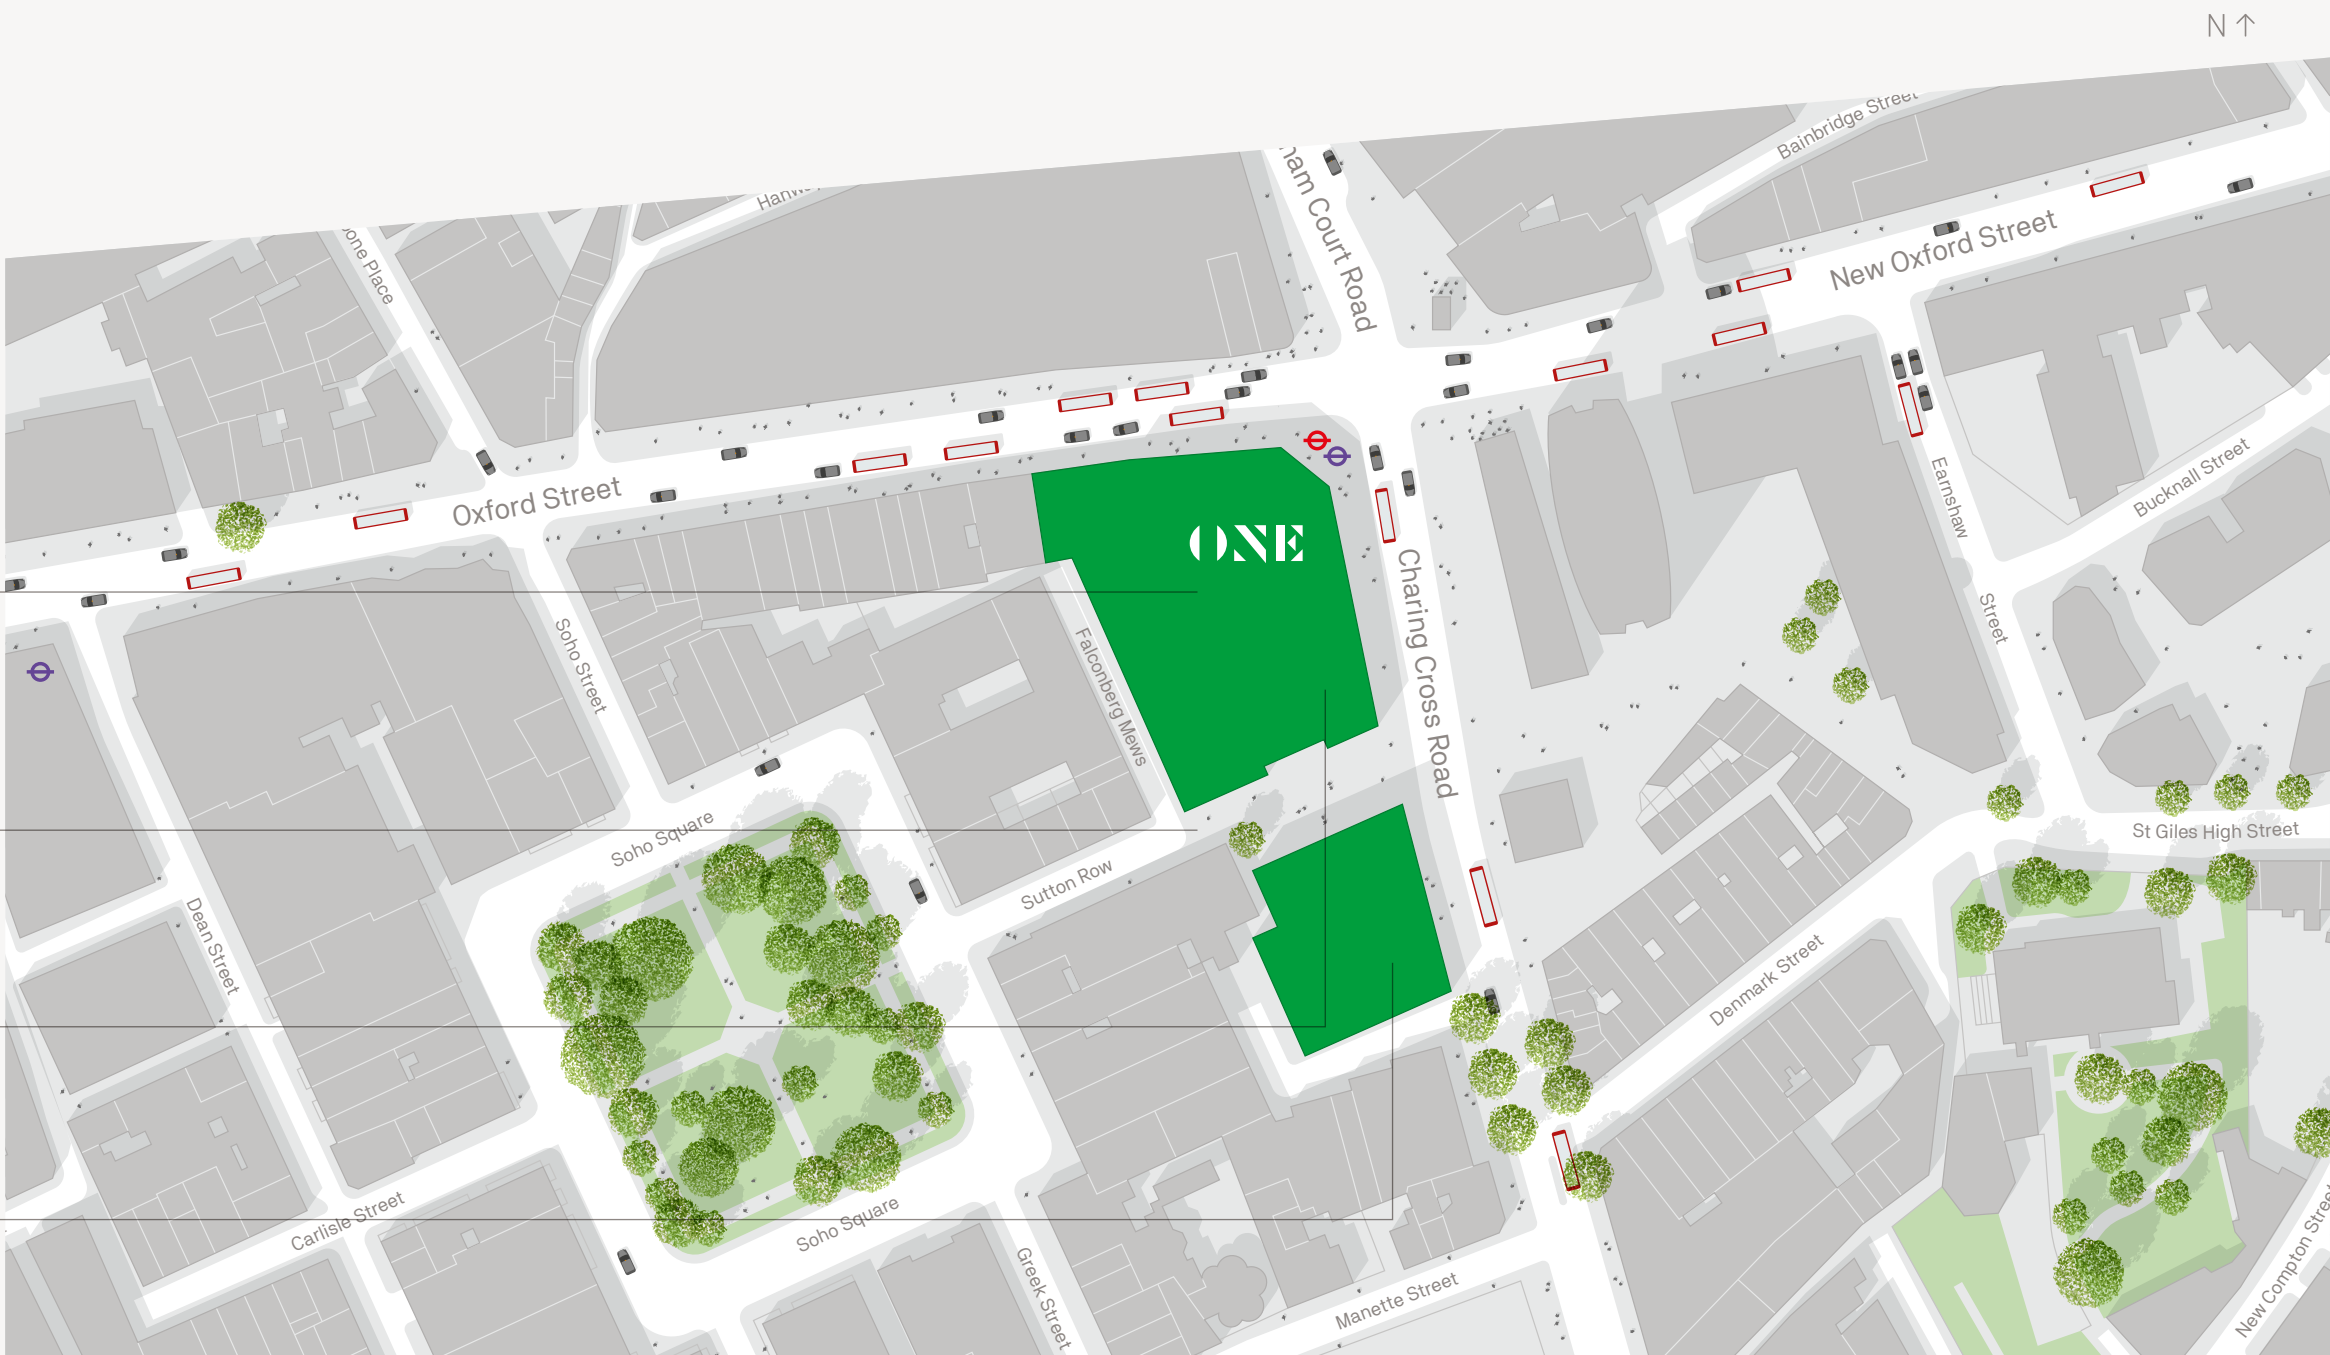 N ↑
Bainbridge Street
Court Road
Place
New Oxford Street
Oxford Street
ONE
Earnshaw
Street
Bucknall Street
Charing Cross Road
Soho Street
Falconberg Mews
Soho Square
Sutton Row
St Giles High Street
Dean Street
Denmark Street
Carlisle Street
Soho Square
Greek Street
Manette Street
New Compton Street